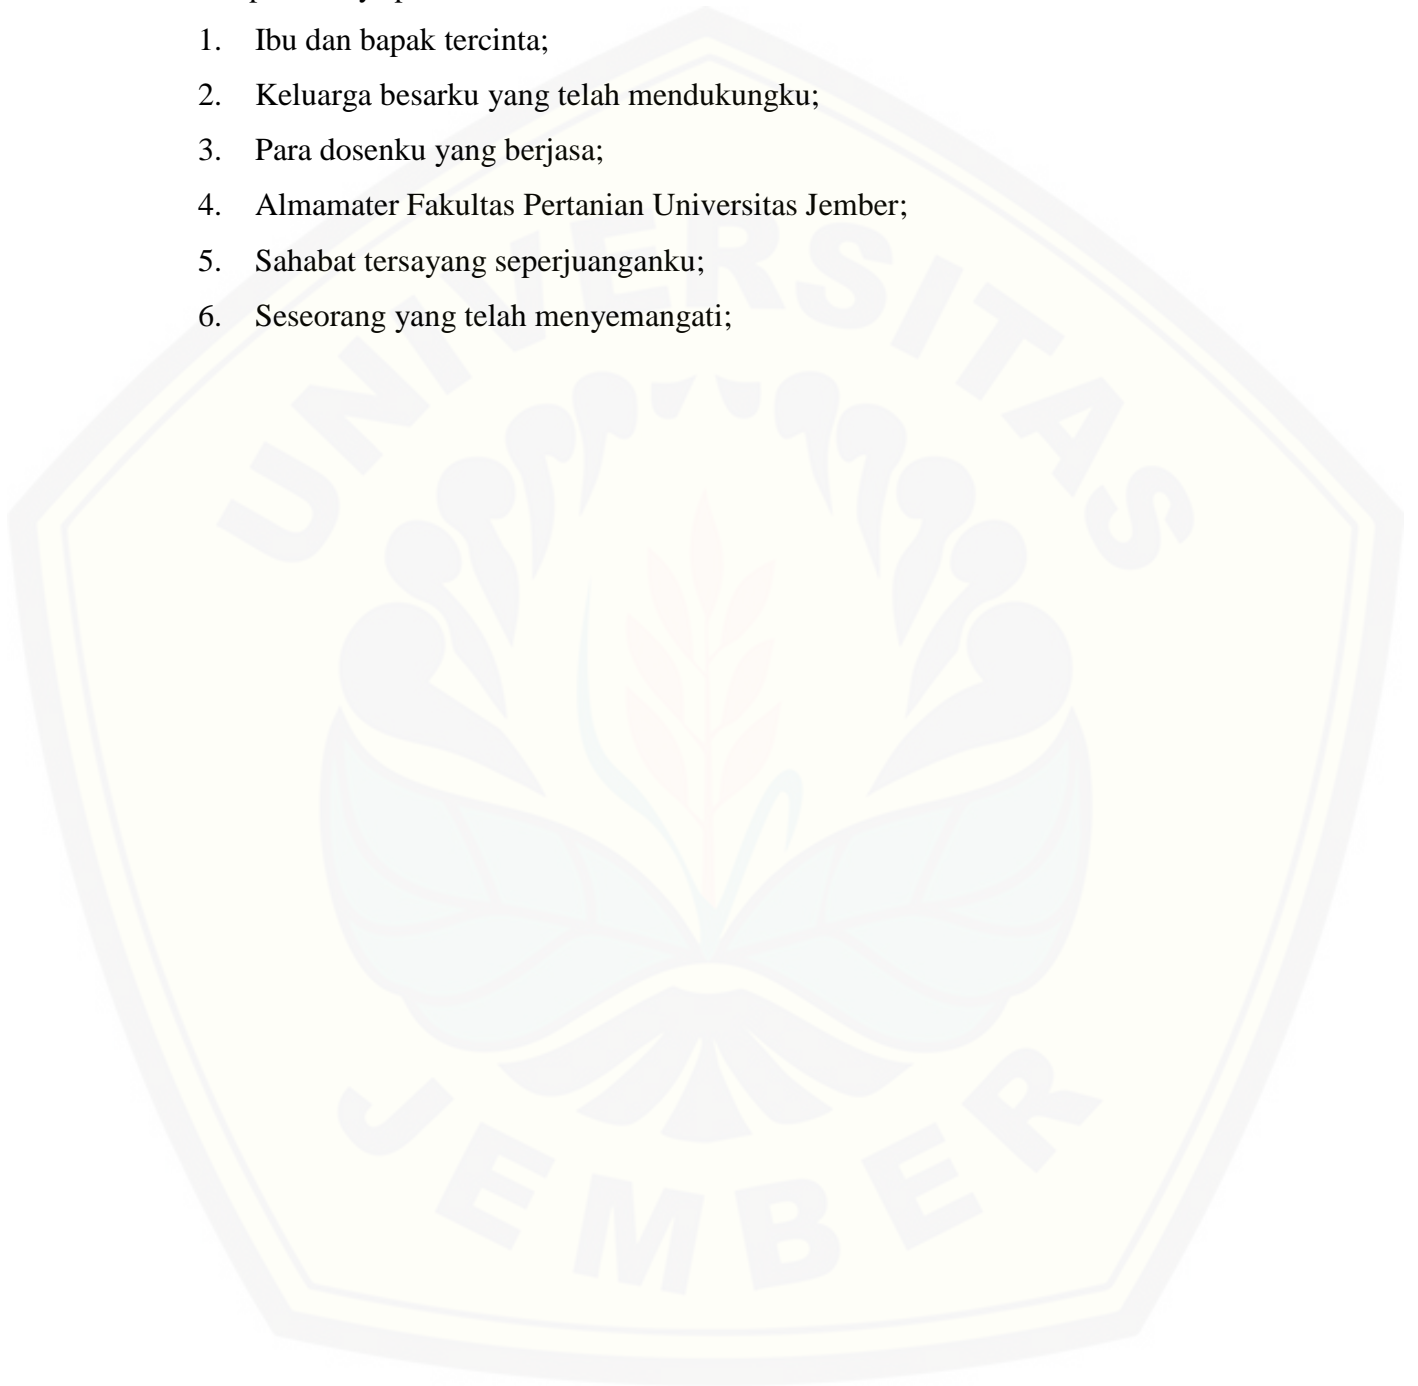 1. Ibu dan bapak tercinta;
2. Keluarga besarku yang telah mendukungku;
3. Para dosenku yang berjasa;
4. Almamater Fakultas Pertanian Universitas Jember;
5. Sahabat tersayang seperjuanganku;
6. Seseorang yang telah menyemangati;
UNIVERSITAS
JEMBER